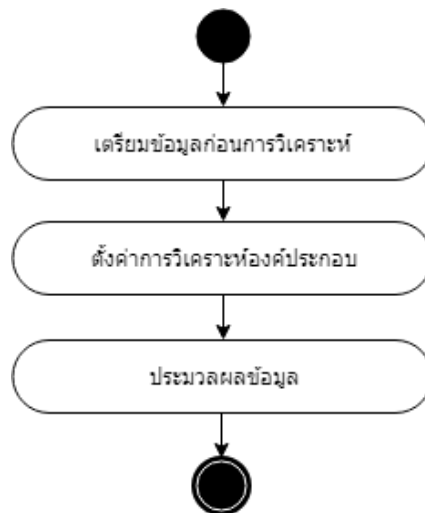 เตรียมข้อมูลก่อนการวิเคราะห์
ตั้งค่าการวิเคราะห์องค์ประกอบ
ประมวลผลข้อมูล